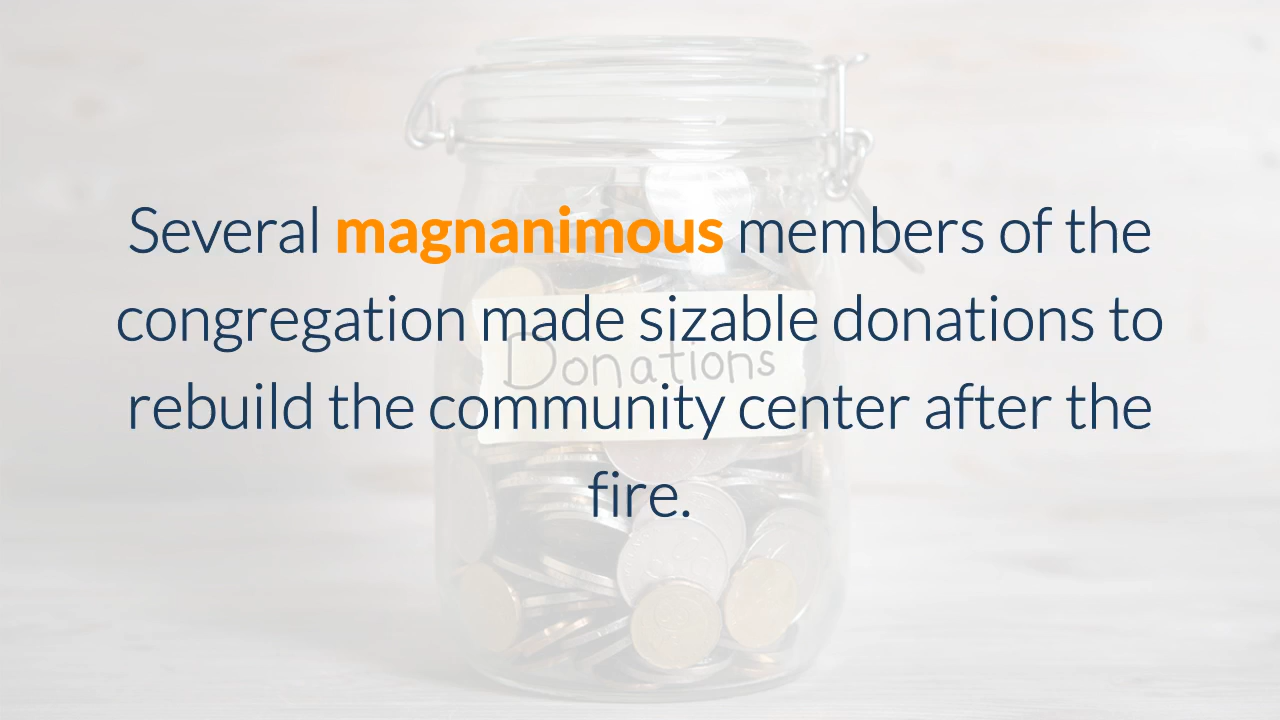 Several magnanimous members of the
congregation made sizable donations to
Donations
rebuild the community center after the
fire.